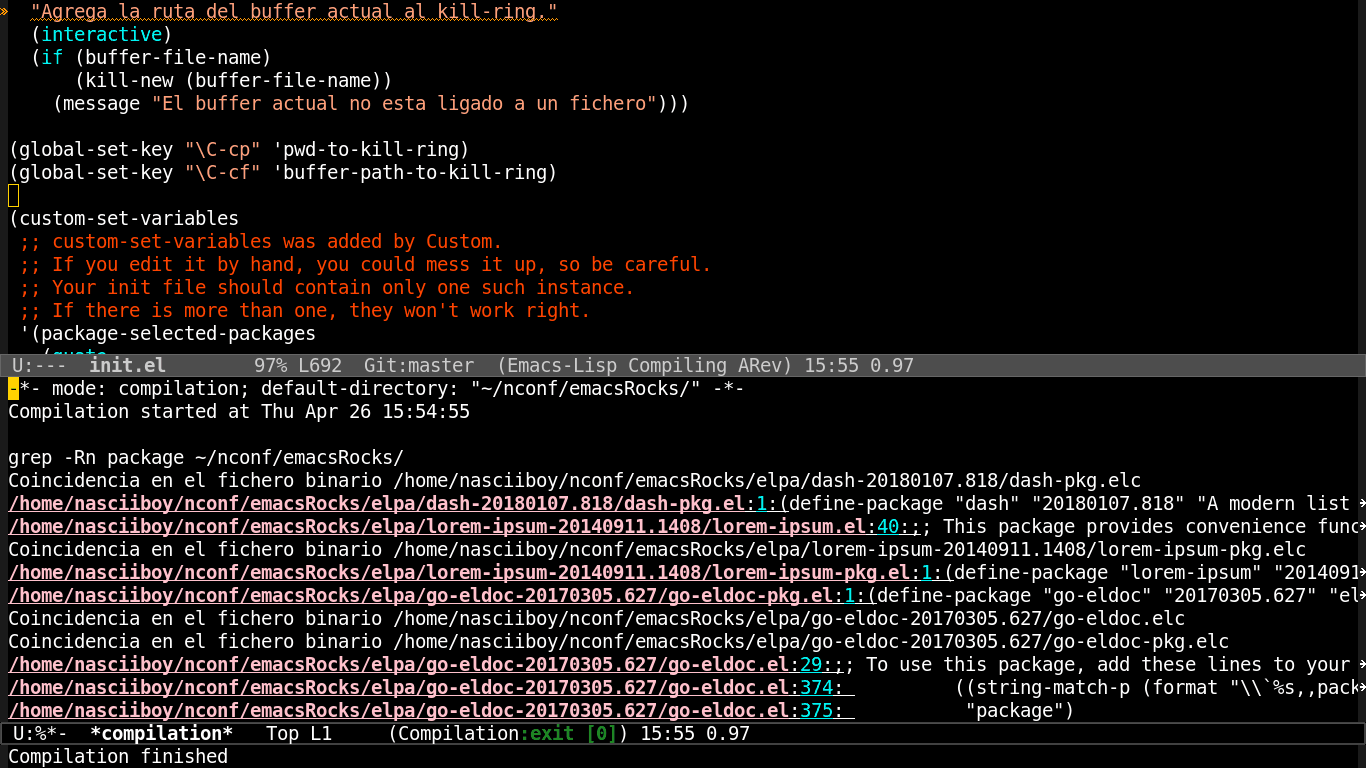 » "Agrega la ruta del buffer actual al kill-ring."
  (interactive)
  (if (buffer-file-name)
      (kill-new (buffer-file-name))
    (message "El buffer actual no esta ligado a un fichero")))

(global-set-key "\C-cp" 'pwd-to-kill-ring)
(global-set-key "\C-cf" 'buffer-path-to-kill-ring)

(custom-set-variables
 ;; custom-set-variables was added by Custom.
 ;; If you edit it by hand, you could mess it up, so be careful.
 ;; Your init file should contain only one such instance.
 ;; If there is more than one, they won't work right.
 '(package-selected-packages
   (quote
U:---  init.el        97% L692  Git:master  (Emacs-Lisp Compiling ARev) 15:55 0.97
-*- mode: compilation; default-directory: "~/nconf/emacsRocks/" -*-
Compilation started at Thu Apr 26 15:54:55

grep -Rn package ~/nconf/emacsRocks/
Coincidencia en el fichero binario /home/nasciiboy/nconf/emacsRocks/elpa/dash-20180107.818/dash-pkg.elc
/home/nasciiboy/nconf/emacsRocks/elpa/dash-20180107.818/dash-pkg.el:1:(define-package "dash" "20180107.818" "A modern list
/home/nasciiboy/nconf/emacsRocks/elpa/lorem-ipsum-20140911.1408/lorem-ipsum.el:40:;; This package provides convenience func
Coincidencia en el fichero binario /home/nasciiboy/nconf/emacsRocks/elpa/lorem-ipsum-20140911.1408/lorem-ipsum-pkg.elc
/home/nasciiboy/nconf/emacsRocks/elpa/lorem-ipsum-20140911.1408/lorem-ipsum-pkg.el:1:(define-package "lorem-ipsum" "2014091
/home/nasciiboy/nconf/emacsRocks/elpa/go-eldoc-20170305.627/go-eldoc-pkg.el:1:(define-package "go-eldoc" "20170305.627" "el
Coincidencia en el fichero binario /home/nasciiboy/nconf/emacsRocks/elpa/go-eldoc-20170305.627/go-eldoc.elc
Coincidencia en el fichero binario /home/nasciiboy/nconf/emacsRocks/elpa/go-eldoc-20170305.627/go-eldoc-pkg.elc
/home/nasciiboy/nconf/emacsRocks/elpa/go-eldoc-20170305.627/go-eldoc.el:29:;; To use this package, add these lines to your
/home/nasciiboy/nconf/emacsRocks/elpa/go-eldoc-20170305.627/go-eldoc.el:374:          ((string-match-p (format "\\`%s,,pack
/home/nasciiboy/nconf/emacsRocks/elpa/go-eldoc-20170305.627/go-eldoc.el:375:           "package")
U:%*-  *compilation*   Top L1     (Compilation:exit [0]) 15:55 0.97
Compilation finished